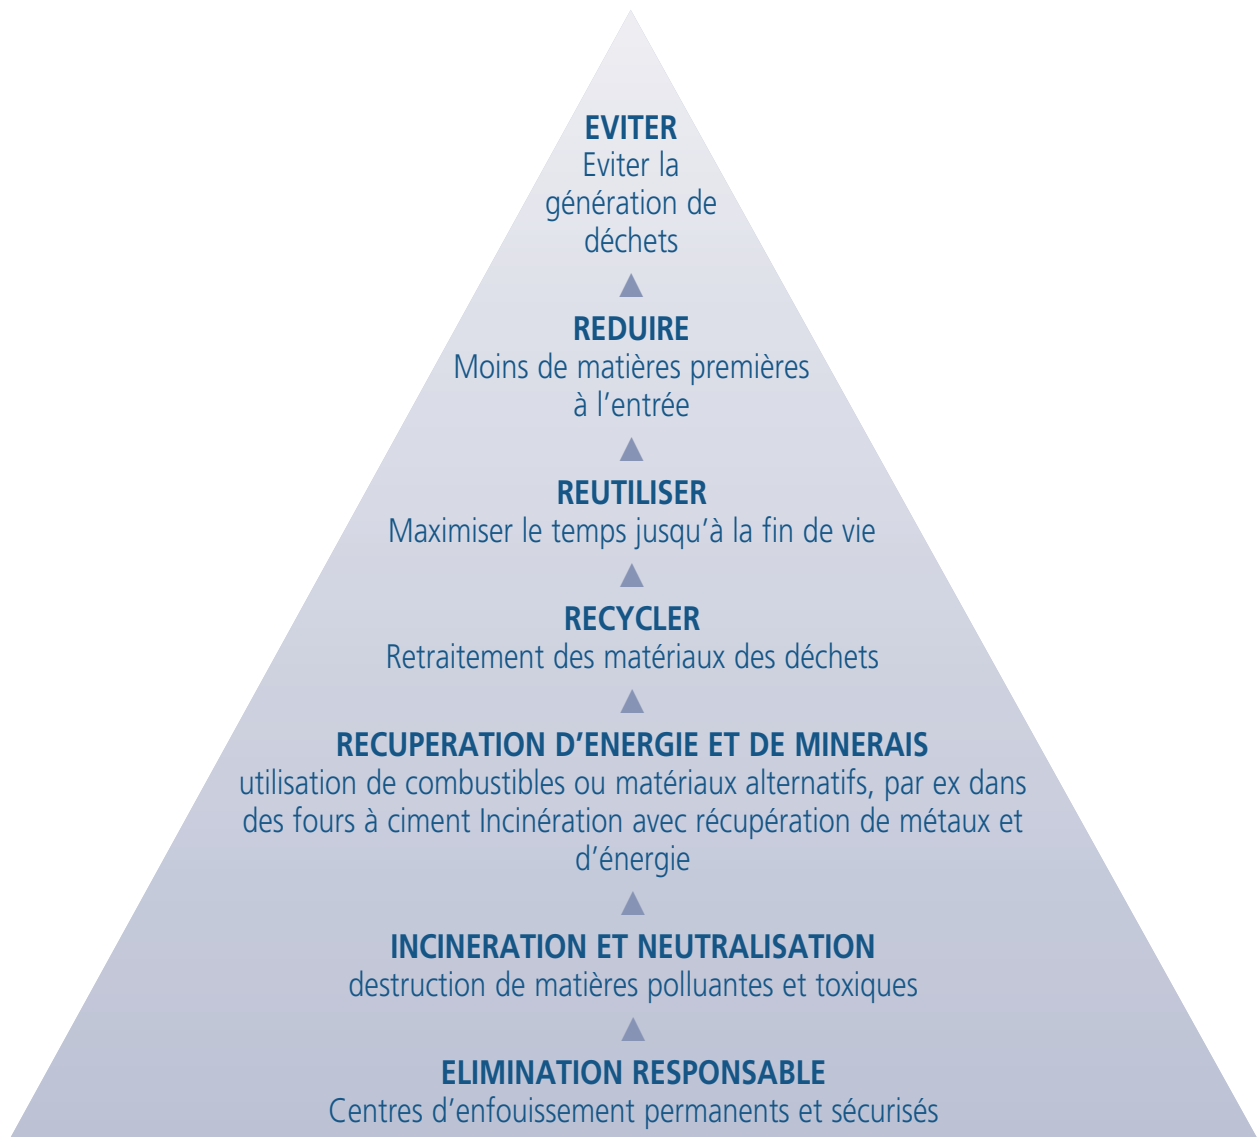 EVITER
Eviter la
génération de
déchets
REDUIRE
Moins de matières premières
à l’entrée
REUTILISER
Maximiser le temps jusqu’à la fin de vie
RECYCLER
Retraitement des matériaux des déchets
RECUPERATION D’ENERGIE ET DE MINERAIS
utilisation de combustibles ou matériaux alternatifs, par ex dans
des fours à ciment Incinération avec récupération de métaux et
d’énergie
INCINERATION ET NEUTRALISATION
destruction de matières polluantes et toxiques
ELIMINATION RESPONSABLE
Centres d’enfouissement permanents et sécurisés